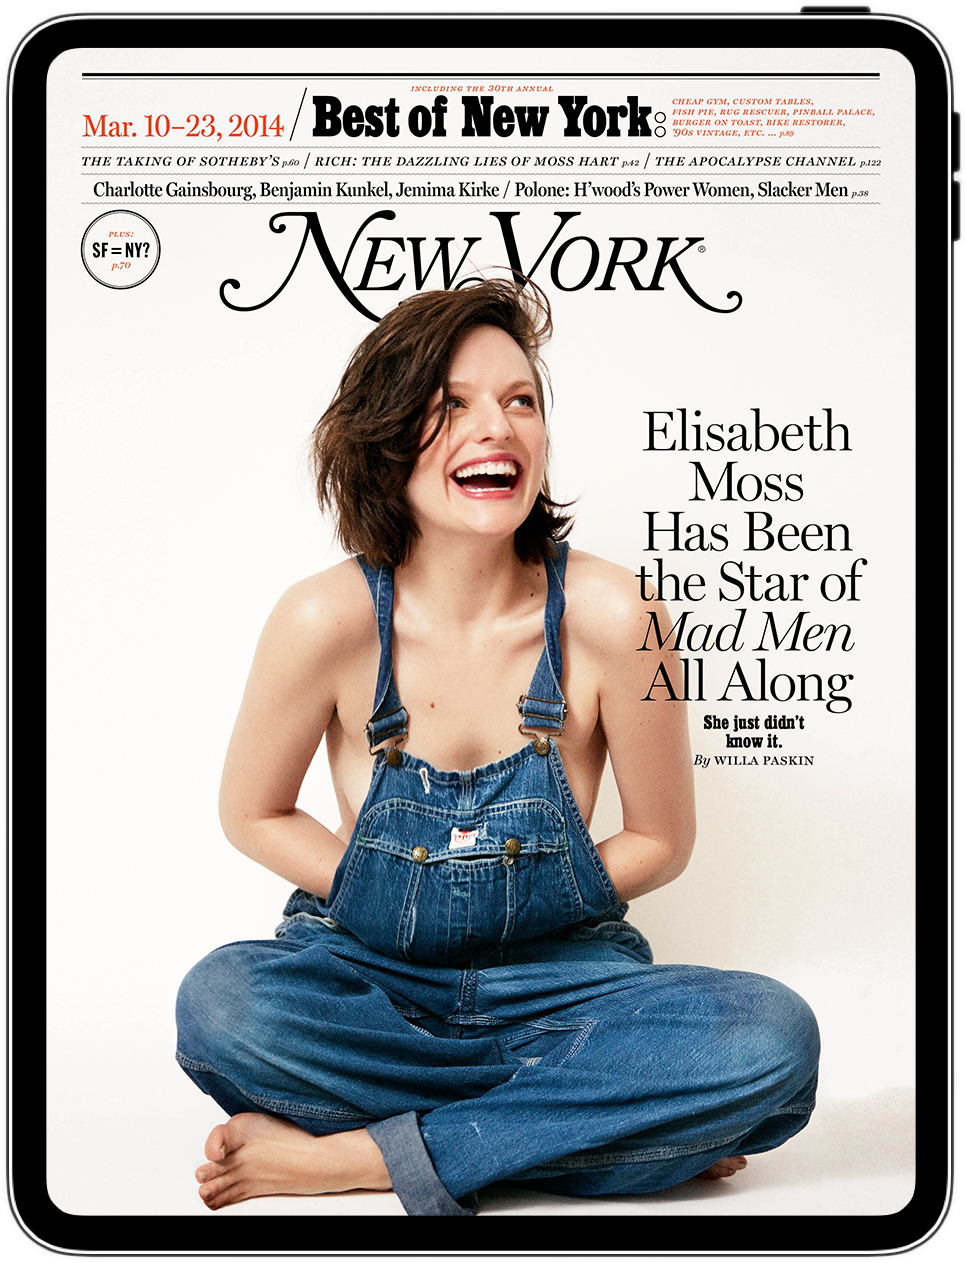 INCLUDING THE 30TH ANNUAL
Mar. 10–23, 2014 / Best of New York:
CHEAP GYM, CUSTOM TABLES,
FISH PIE, RUG RESCUER, PINBALL PALACE,
BURGER ON TOAST, BIKE RESTORER,
'90S VINTAGE, ETC. ... p.89
THE TAKING OF SOTHEBY'S p.60 / RICH: THE DAZZLING LIES OF MOSS HART p.42 / THE APOCALYPSE CHANNEL p.122
Charlotte Gainsbourg, Benjamin Kunkel, Jemima Kirke / Polone: H'wood's Power Women, Slacker Men p.38
PLUS:
SF=NY?
p.70
NEW YORK®
Elisabeth
Moss
Has Been
the Star of
Mad Men
All Along
She just didn't
know it.
By WILLA PASKIN